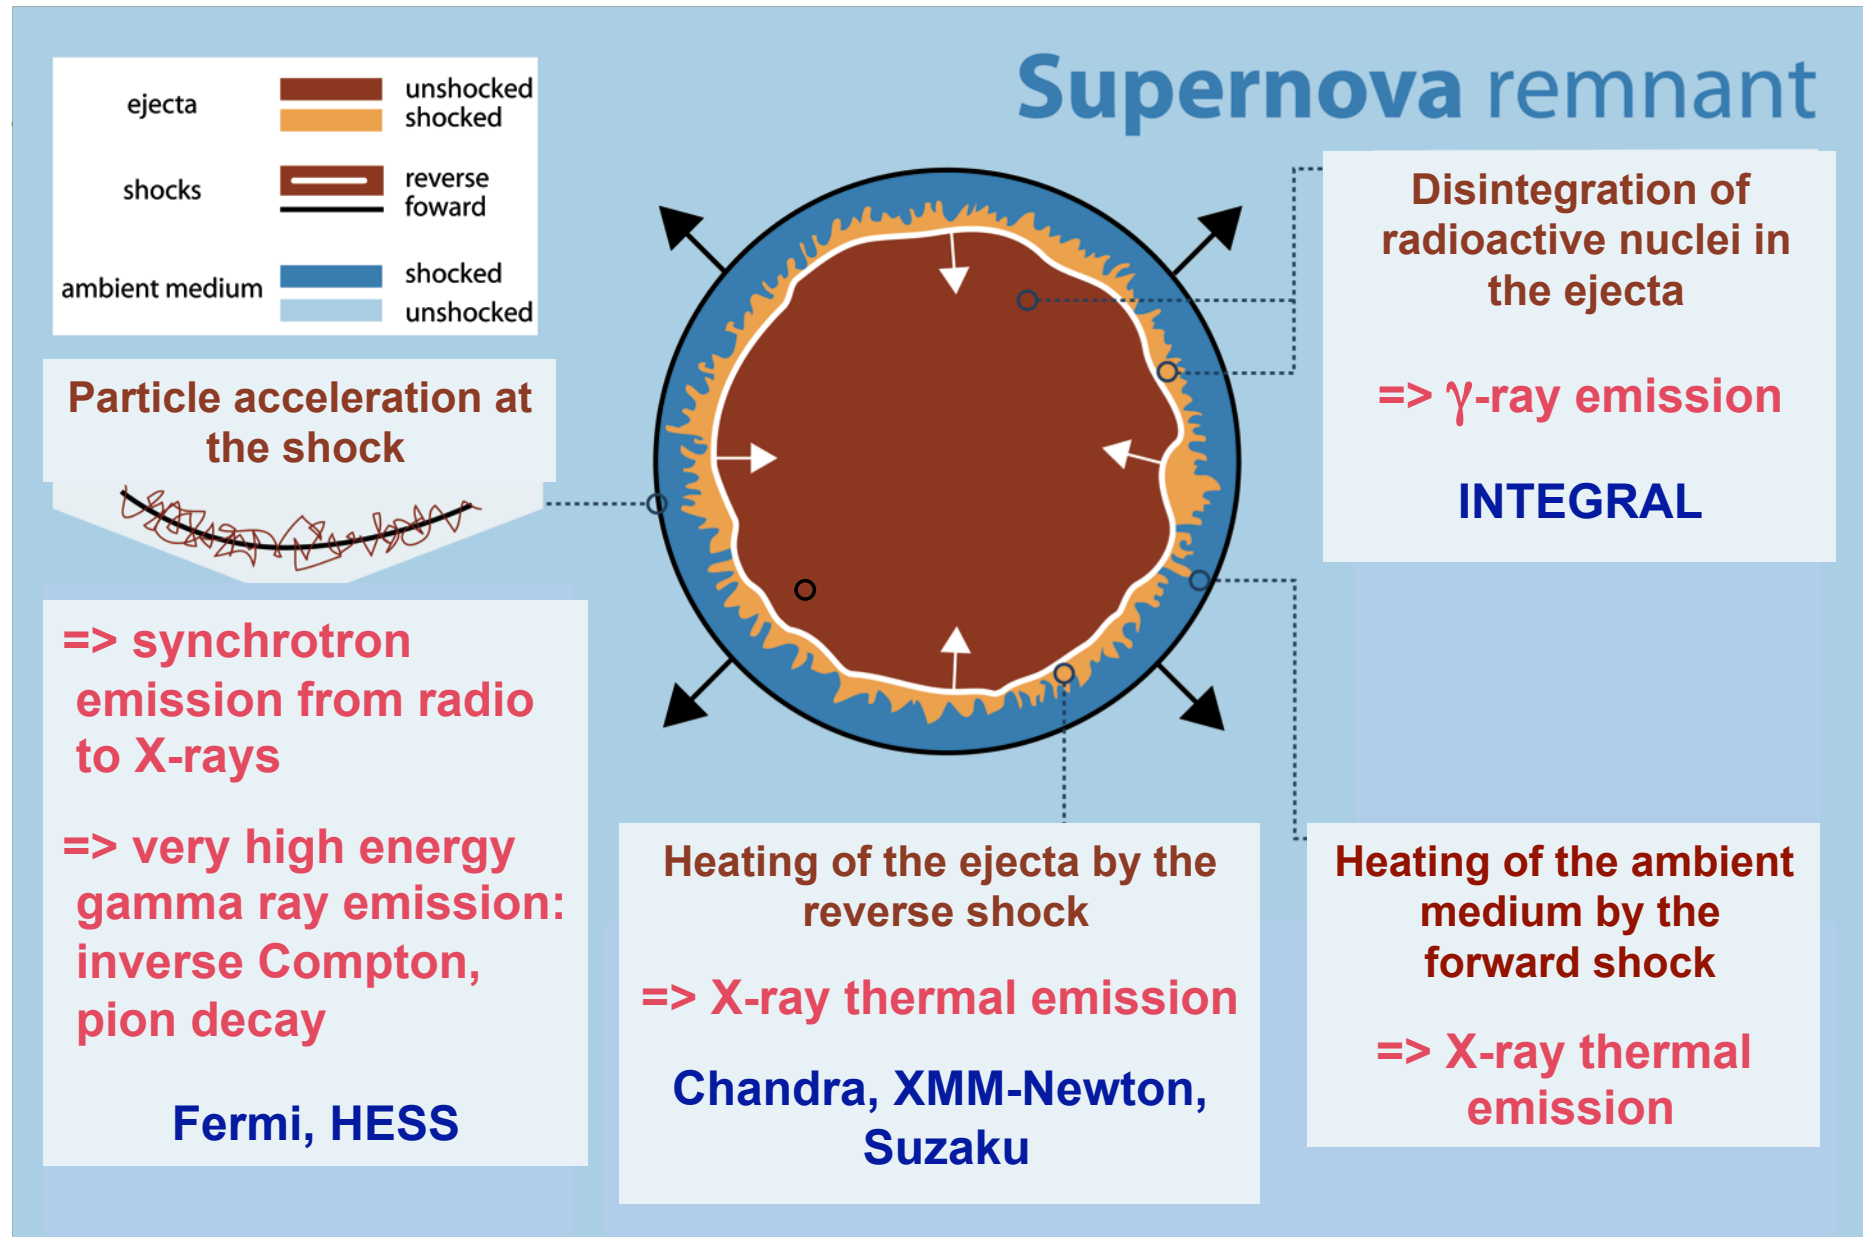 Supernova remnant
ejecta
unshocked
shocked
shocks
reverse
foward
ambient medium
shocked
unshocked
Particle acceleration at
the shock
=> synchrotron
emission from radio
to X-rays
=> very high energy
gamma ray emission:
inverse Compton,
pion decay
Fermi, HESS
Disintegration of
radioactive nuclei in
the ejecta
=> γ-ray emission
INTEGRAL
Heating of the ejecta by the
reverse shock
=> X-ray thermal emission
Chandra, XMM-Newton,
Suzaku
Heating of the ambient
medium by the
forward shock
=> X-ray thermal
emission